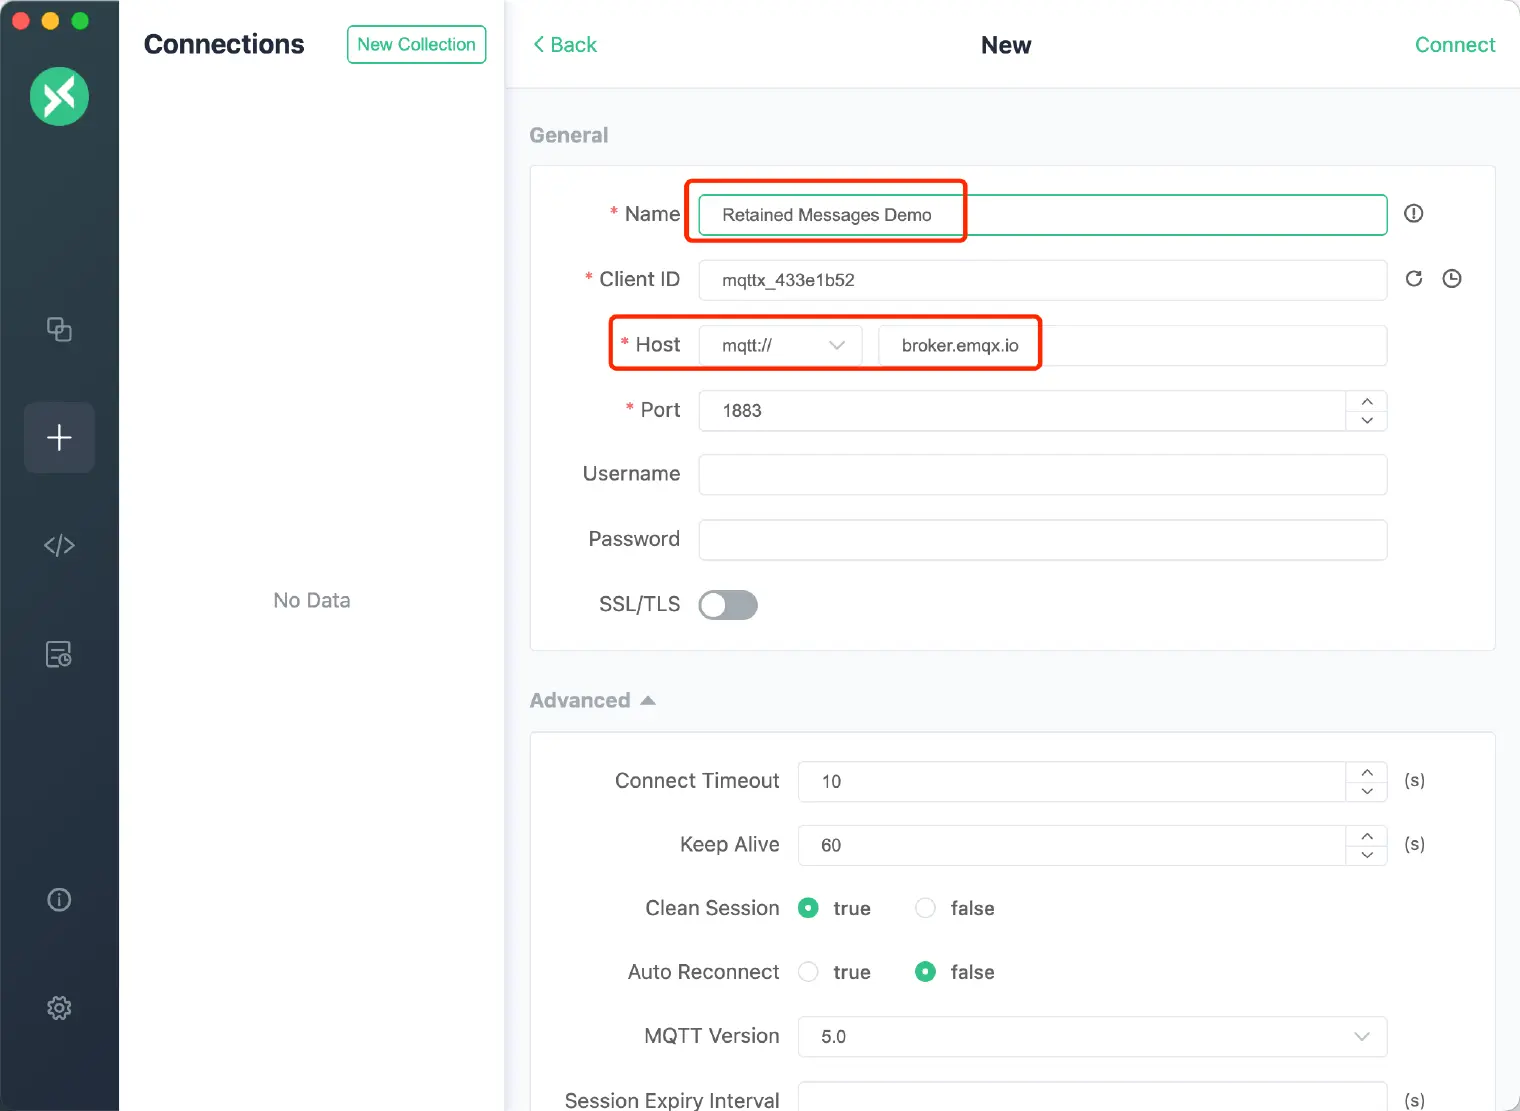 Connections
New Collection
Back
New
Connect
General
* Name
Retained Messages Demo
* Client ID
mqttx_433e1b52
* Host
mqtt://
broker.emqx.io
* Port
1883
Username
Password
SSL/TLS
No Data
Advanced
Connect Timeout
10
(s)
Keep Alive
60
(s)
Clean Session
true
false
Auto Reconnect
true
false
MQTT Version
5.0
Session Expiry Interval
(s)